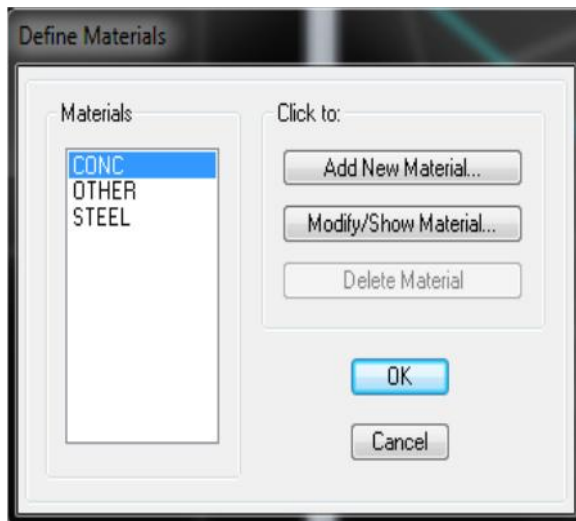 Define Materials
Materials
CONC
OTHER
STEEL
Click to:
Add New Material...
Modify/Show Material...
Delete Material
OK
Cancel